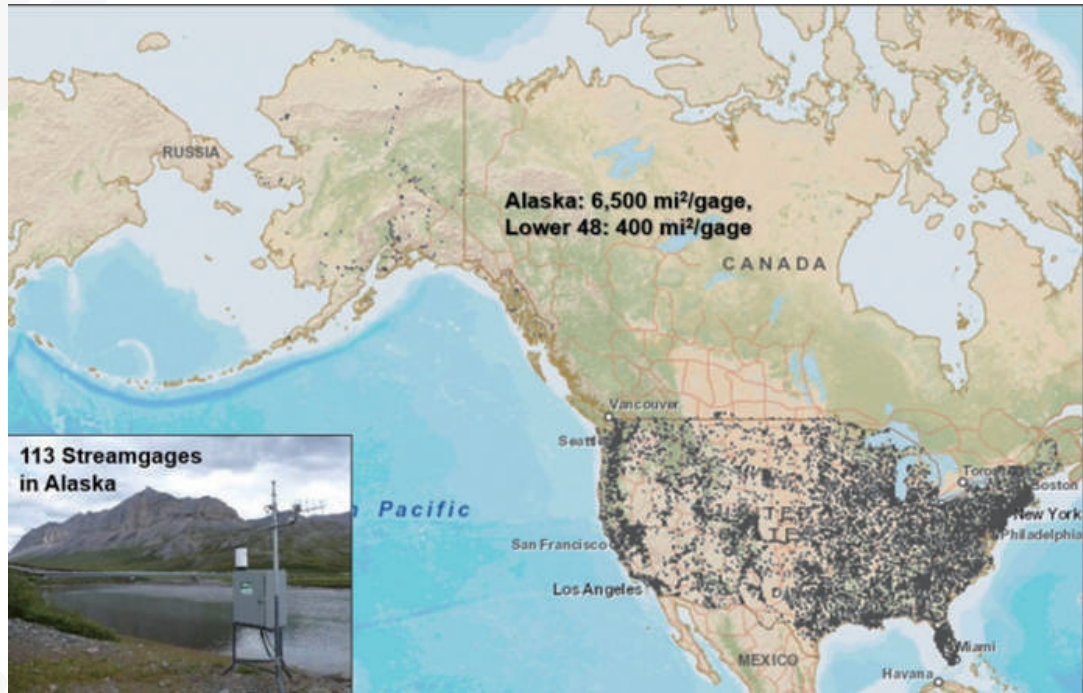 RUSSIA
Alaska: 6,500 mi²/gage,
Lower 48: 400 mi²/gage
CANADA
Vancouver
Seattle
113 Streamgages
in Alaska
Toronto
Boston
Pacific
New York
Philadelphia
San Francisco
Los Angeles
Miami
MEXICO
Havana